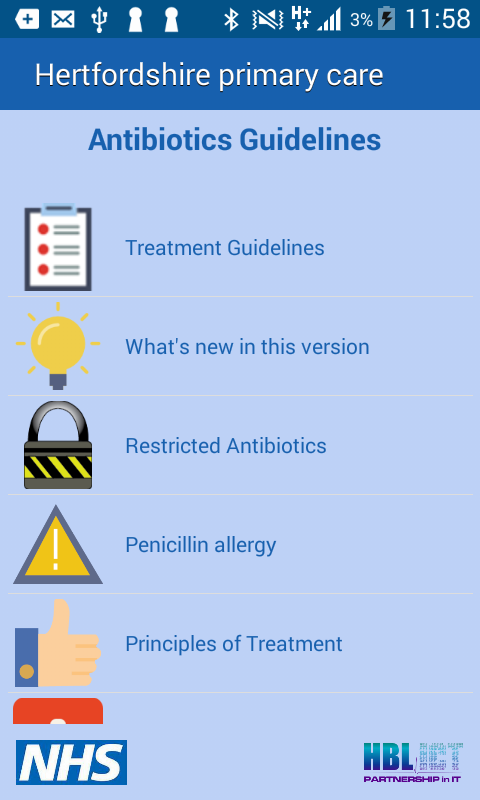 H+ 3% 11:58
Hertfordshire primary care
Antibiotics Guidelines
Treatment Guidelines
What's new in this version
Restricted Antibiotics
Penicillin allergy
Principles of Treatment
NHS
HBL ICT
PARTNERSHIP in IT